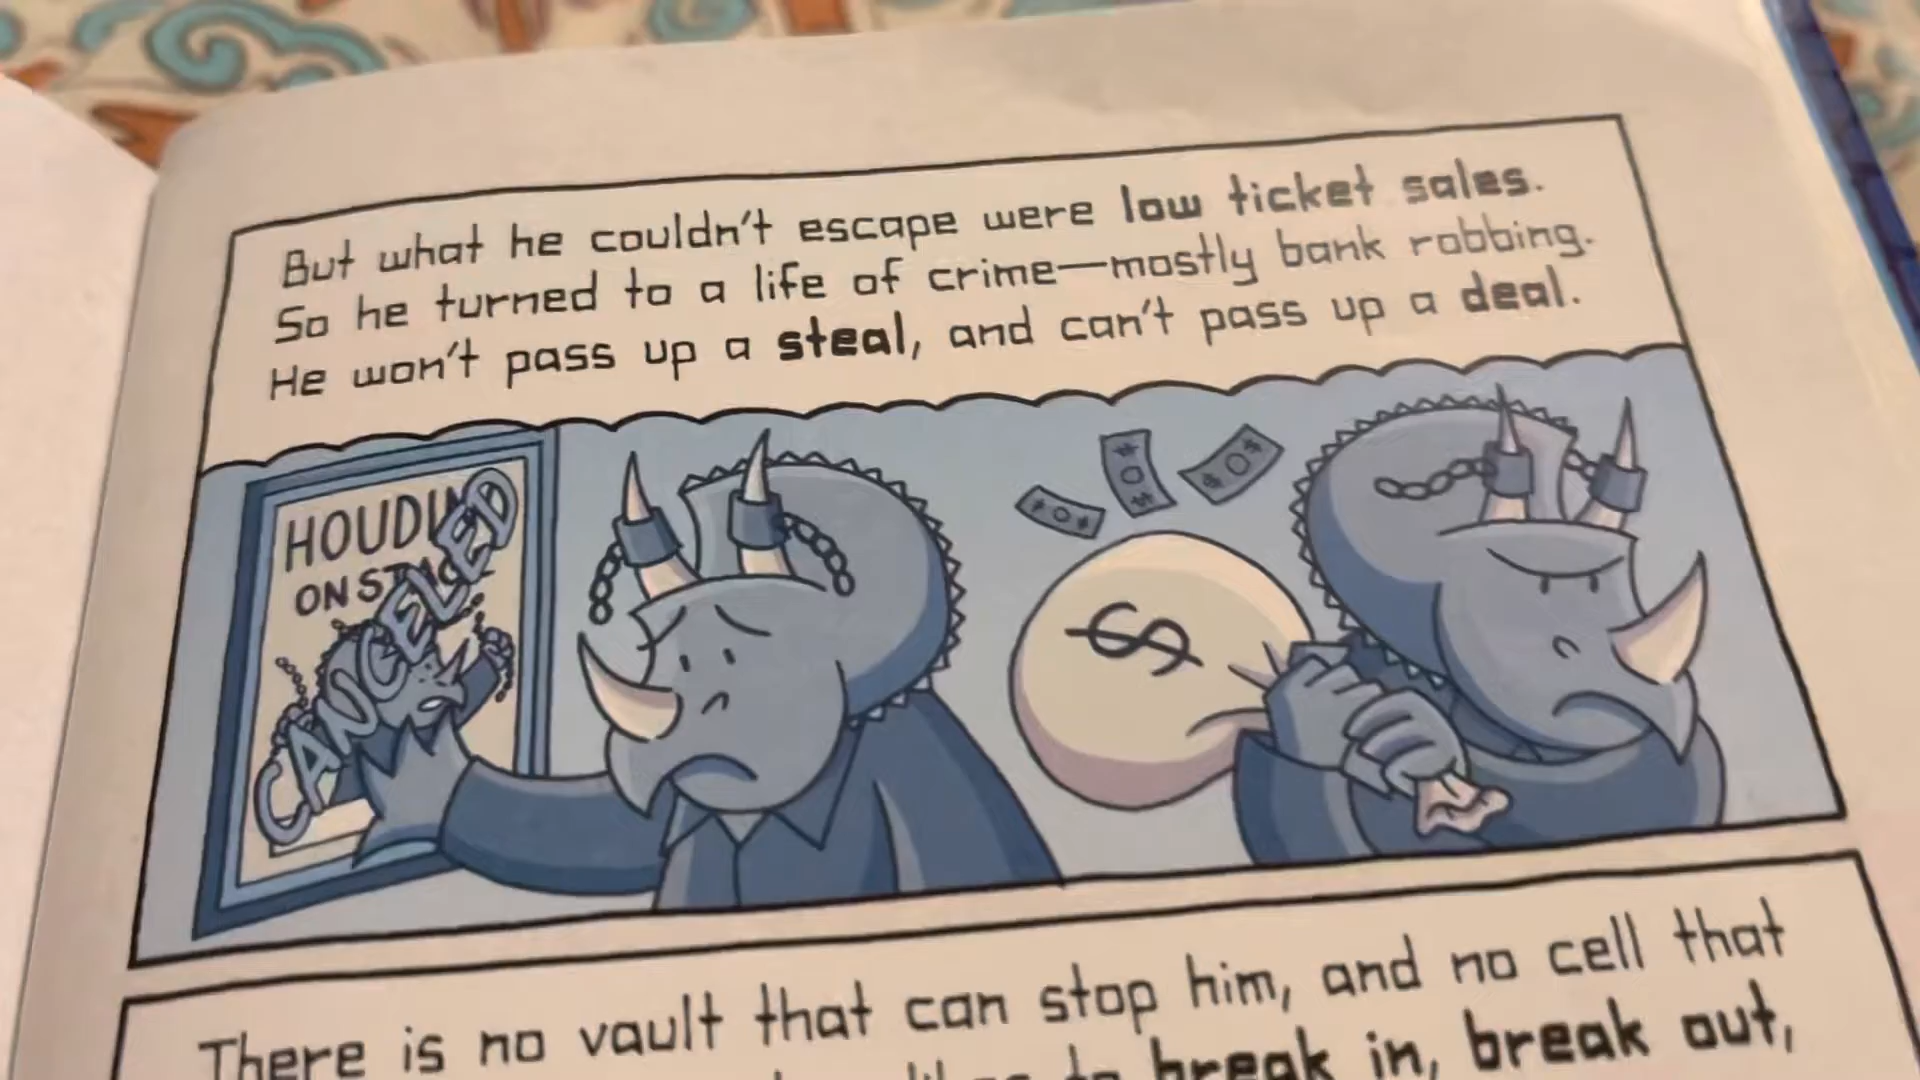 But what he couldn't escape were low ticket sales.
So he turned to a life of crime—mostly bank robbing.
He won't pass up a steal, and can't pass up a deal.
HOUDI
ON STAGE
CANCELED
$
There is no vault that can stop him, and no cell that
to break in, break out,